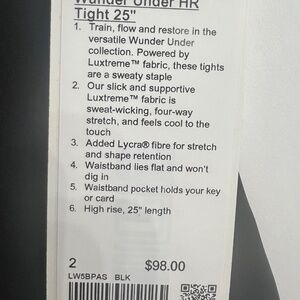 Wunder Under HR
Tight 25"
1. Train, flow and restore in the
versatile Wunder Under
collection. Powered by
Luxtreme™ fabric, these tights
are a sweaty staple
2. Our slick and supportive
Luxtreme™ fabric is
sweat-wicking, four-way
stretch, and feels cool to the
touch
3. Added Lycra® fibre for stretch
and shape retention
4. Waistband lies flat and won't
dig in
5. Waistband pocket holds your key
or card
6. High rise, 25" length
2 $98.00
LW5BPAS BLK